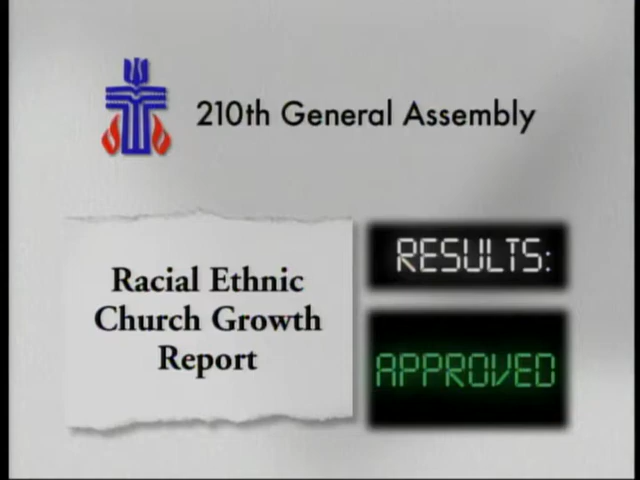 210th General Assembly
Racial Ethnic
Church Growth
Report
RESULTS:
APPROVED